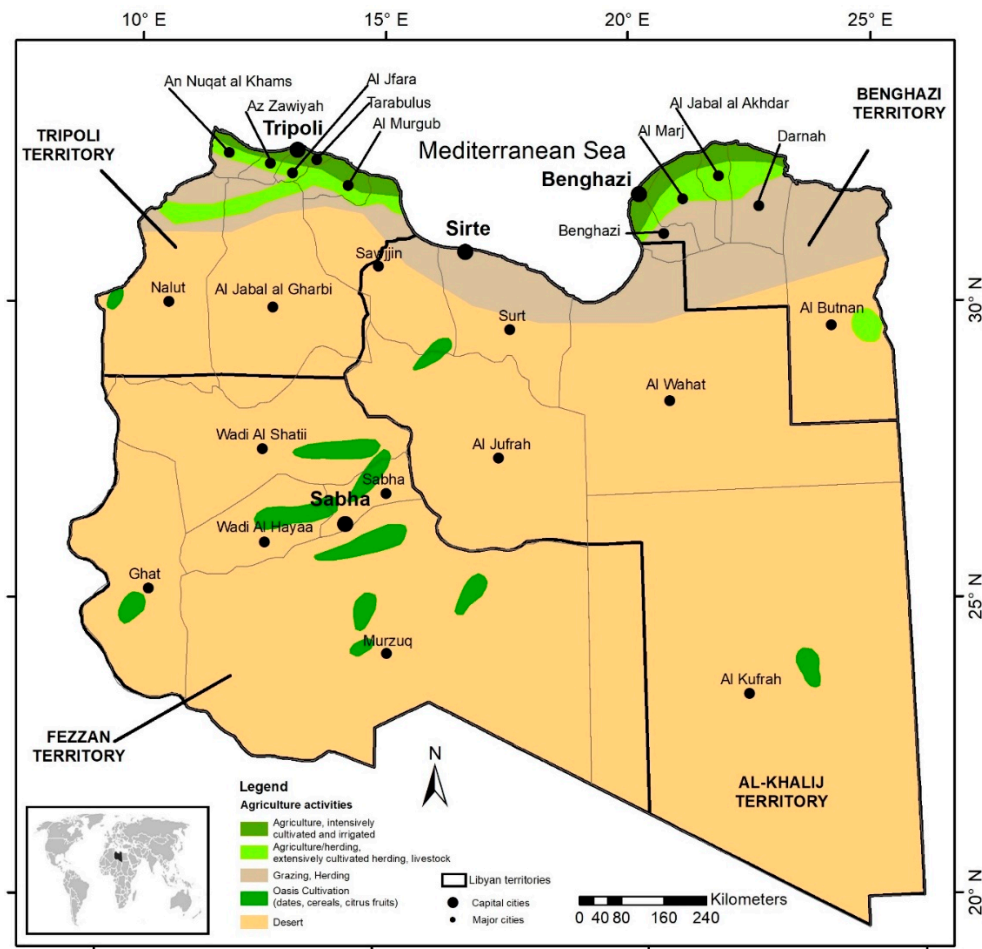 10° E
15° E
20° E
25° E
An Nuqat al Khams
Al Jfara
Az Zawiyah
Tarabulus
Tripoli
Al Murgub
TRIPOLI
TERRITORY
Mediterranean Sea
Al Jabal al Akhdar
Al Marj
Darnah
BENGHAZI
TERRITORY
Benghazi
Benghazi
Sirte
Sawjjin
Nalut
Al Jabal al Gharbi
Surt
Al Butnan
30° N
Al Wahat
Wadi Al Shatii
Al Jufrah
Sabha
Sabha
Wadi Al Hayaa
Ghat
25° N
Murzuq
Al Kufrah
FEZZAN
TERRITORY
AL-KHALIJ
TERRITORY
N
Legend
Agriculture activities
Agriculture, intensively
cultivated and irrigated
Agriculture/herding,
extensively cultivated herding, livestock
Grazing, Herding
Oasis Cultivation
(dates, cereals, citrus fruits)
Desert
Libyan territories
Capital cities
Major cities
Kilometers
0 40 80 160 240
20° N